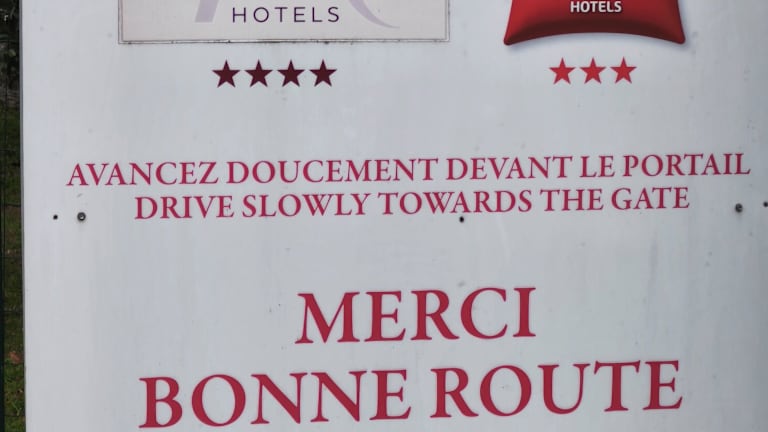 HOTELS
HOTELS
AVANCEZ DOUCEMENT DEVANT LE PORTAIL
DRIVE SLOWLY TOWARDS THE GATE
MERCI
BONNE ROUTE